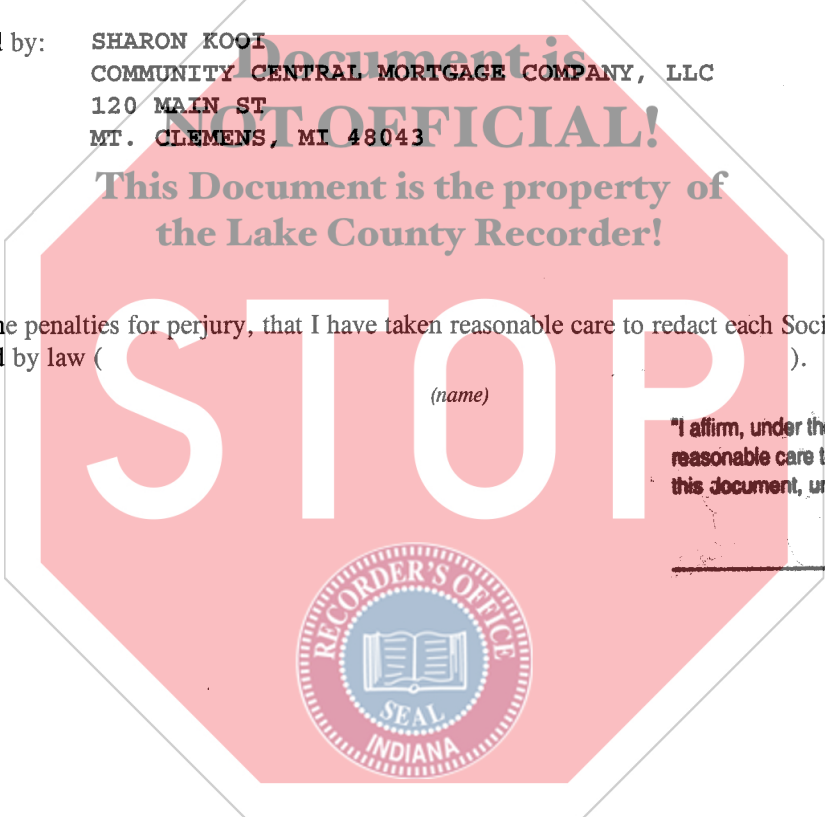 by: SHARON KOOI
COMMUNITY CENTRAL MORTGAGE COMPANY, LLC
120 MAIN ST
MT. CLEMENS, MI 48043
Document is
NOT OFFICIAL!
This Document is the property of
the Lake County Recorder!
penalties for perjury, that I have taken reasonable care to redact each Soci
by law ( ).
(name)
STOP
"I affirm, under the
reasonable care t
this document, un
RECORDER'S OFFICE
SEAL
INDIANA